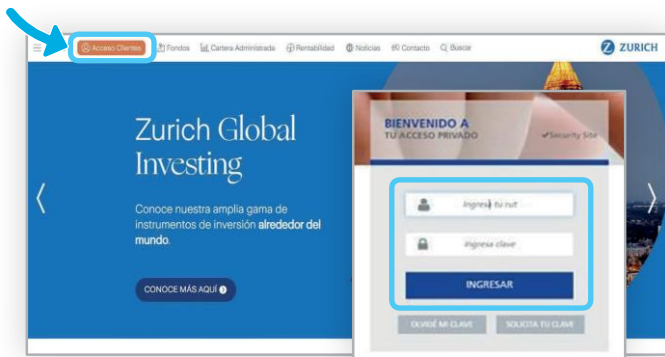 Acceso Clientes
Fondos
Cartera Administrada
Rentabilidad
Noticias
Contacto
Buscar
ZURICH
Zurich Global
Investing
Conoce nuestra amplia gama de
instrumentos de inversión alrededor del
mundo.
CONOCE MÁS AQUÍ
BIENVENIDO A
TU ACCESO PRIVADO
Security Site
Ingresa tu rut
Ingresa clave
INGRESAR
OLVIDÉ MI CLAVE
SOLICITA TU CLAVE